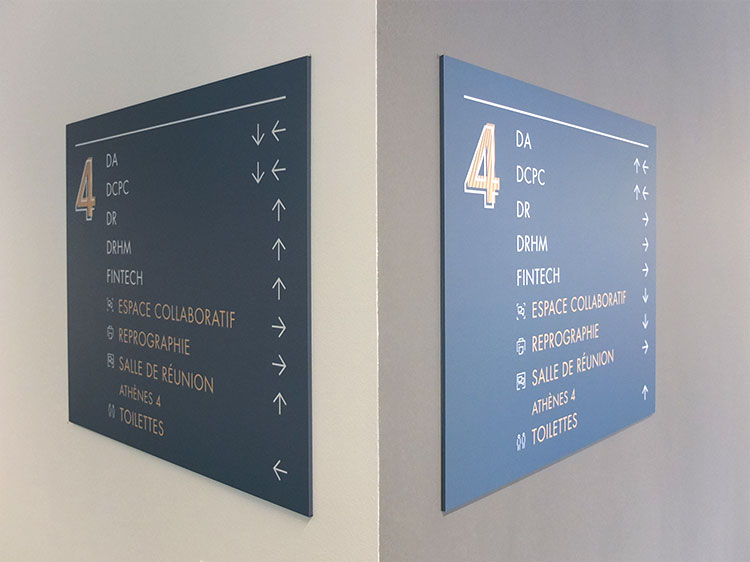 4
DA ↓ ←
DCPC ↓ ←
DR ↑
DRHM ↑
FINTECH ↑
ESPACE COLLABORATIF →
REPROGRAPHIE →
SALLE DE RÉUNION ↑
ATHÈNES 4
TOILETTES ←
4
DA ↑ ←
DCPC ↑ ←
DR →
DRHM →
FINTECH →
ESPACE COLLABORATIF ↓
REPROGRAPHIE ↓
SALLE DE RÉUNION →
ATHÈNES 4
TOILETTES ↑